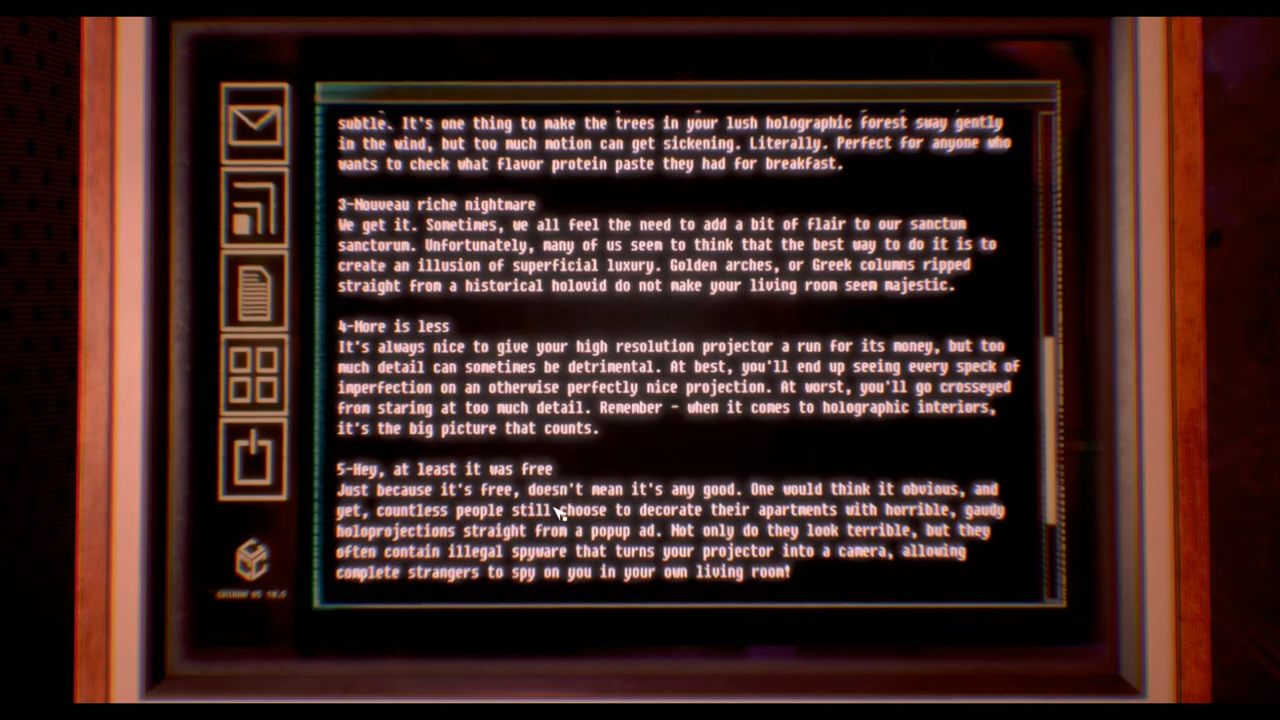 subtle. It's one thing to make the trees in your lush holographic forest sway gently
in the wind, but too much motion can get sickening. Literally. Perfect for anyone who
wants to check what flavor protein paste they had for breakfast.
3-Nouveau riche nightmare
We get it. Sometimes, we all feel the need to add a bit of flair to our sanctum
sanctorum. Unfortunately, many of us seem to think that the best way to do it is to
create an illusion of superficial luxury. Golden arches, or Greek columns ripped
straight from a historical holovid do not make your living room seem majestic.
4-More is less
It's always nice to give your high resolution projector a run for its money, but too
much detail can sometimes be detrimental. At best, you'll end up seeing every speck of
imperfection on an otherwise perfectly nice projection. At worst, you'll go crosseyed
from staring at too much detail. Remember - when it comes to holographic interiors,
it's the big picture that counts.
5-Hey, at least it was free
Just because it's free, doesn't mean it's any good. One would think it obvious, and
yet, countless people still choose to decorate their apartments with horrible, gaudy
holoprojections straight from a popup ad. Not only do they look terrible, but they
often contain illegal spyware that turns your projector into a camera, allowing
complete strangers to spy on you in your own living room!